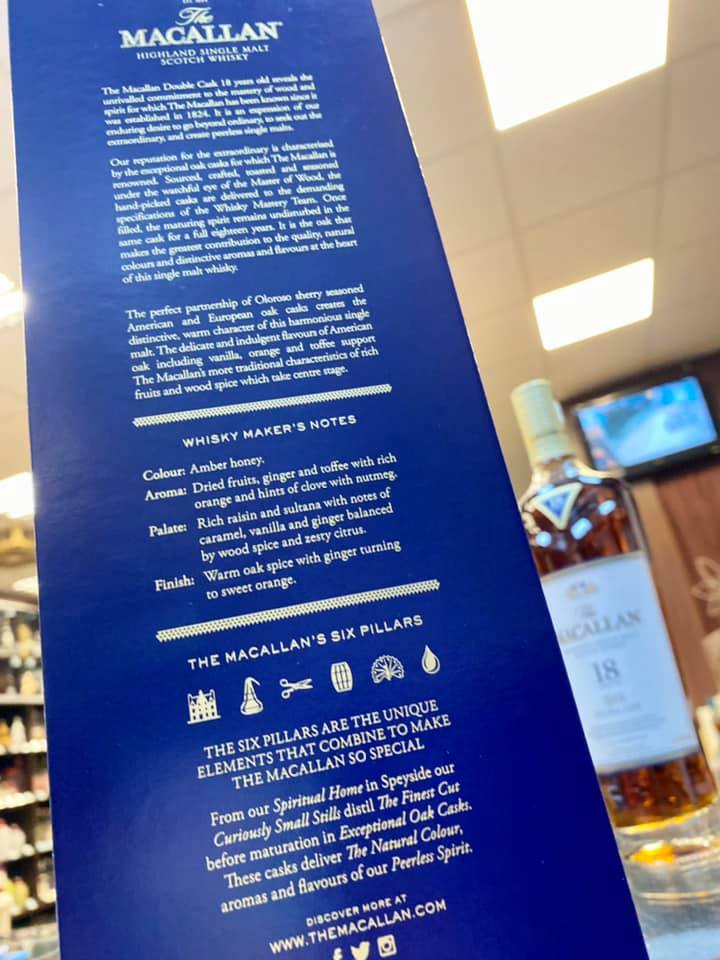 The
MACALLAN
HIGHLAND SINGLE MALT
SCOTCH WHISKY
The Macallan Double Cask 18 years old reveals the
unrivalled commitment to the mastery of wood and
spirit for which The Macallan has been known since it
was established in 1824. It is an expression of our
enduring desire to go beyond ordinary, to seek out the
extraordinary, and create peerless single malts.
Our reputation for the extraordinary is characterised
by the exceptional oak casks for which The Macallan is
renowned. Sourced, crafted, toasted and seasoned
under the watchful eye of the Master of Wood, the
hand-picked casks are delivered to the demanding
specifications of the Whisky Mastery Team. Once
filled, the maturing spirit remains undisturbed in the
same cask for a full eighteen years. It is the oak that
makes the greatest contribution to the quality, natural
colours and distinctive aromas and flavours at the heart
of this single malt whisky.
The perfect partnership of Oloroso sherry seasoned
American and European oak casks creates the
distinctive, warm character of this harmonious single
malt. The delicate and indulgent flavours of American
oak including vanilla, orange and toffee support
The Macallan's more traditional characteristics of rich
fruits and wood spice which take centre stage.
WHISKY MAKER'S NOTES
Colour: Amber honey.
Aroma: Dried fruits, ginger and toffee with rich
orange and hints of clove with nutmeg.
Palate: Rich raisin and sultana with notes of
caramel, vanilla and ginger balanced
by wood spice and zesty citrus.
Finish: Warm oak spice with ginger turning
to sweet orange.
THE MACALLAN'S SIX PILLARS
THE SIX PILLARS ARE THE UNIQUE
ELEMENTS THAT COMBINE TO MAKE
THE MACALLAN SO SPECIAL
From our Spiritual Home in Speyside our
Curiously Small Stills distil The Finest Cut
before maturation in Exceptional Oak Casks.
These casks deliver The Natural Colour,
aromas and flavours of our Peerless Spirit.
DISCOVER MORE AT
WWW.THEMACALLAN.COM
The
MACALLAN
18